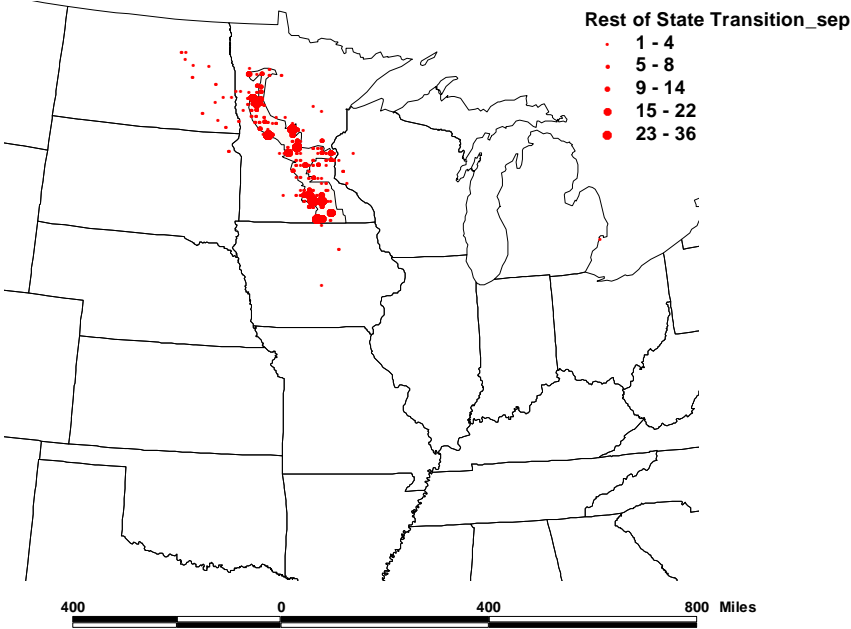 Rest of State Transition_sep
1 - 4
5 - 8
9 - 14
15 - 22
23 - 36
400 0 400 800 Miles